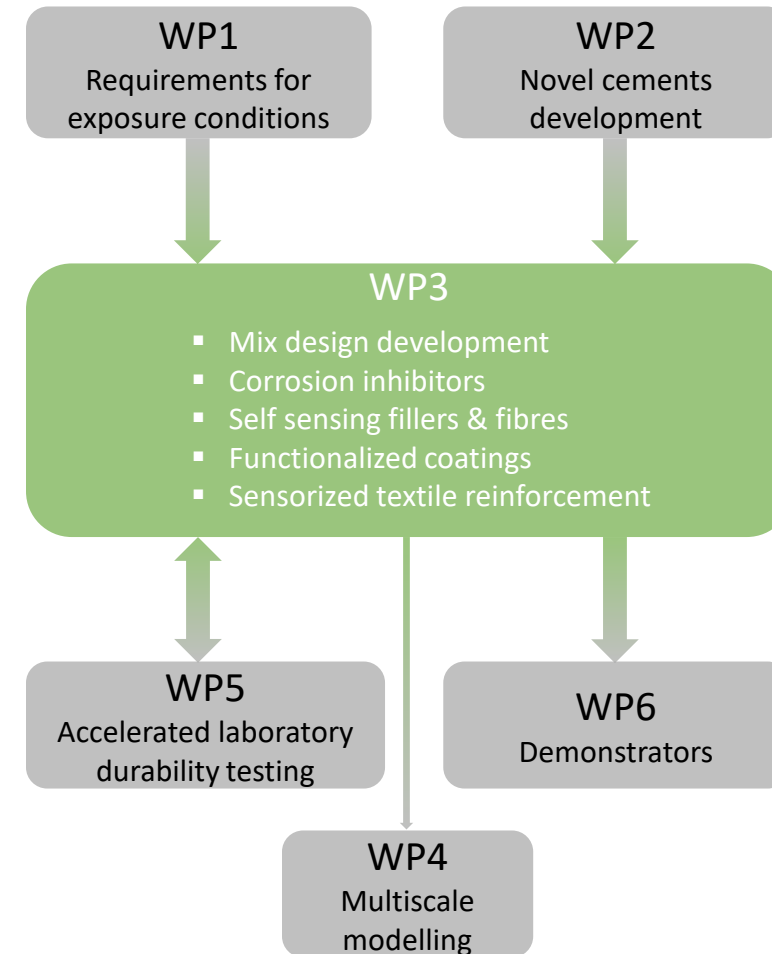 WP1
Requirements for
exposure conditions
WP2
Novel cements
development
WP3
▪ Mix design development
▪ Corrosion inhibitors
▪ Self sensing fillers & fibres
▪ Functionalized coatings
▪ Sensorized textile reinforcement
WP5
Accelerated laboratory
durability testing
WP6
Demonstrators
WP4
Multiscale
modelling